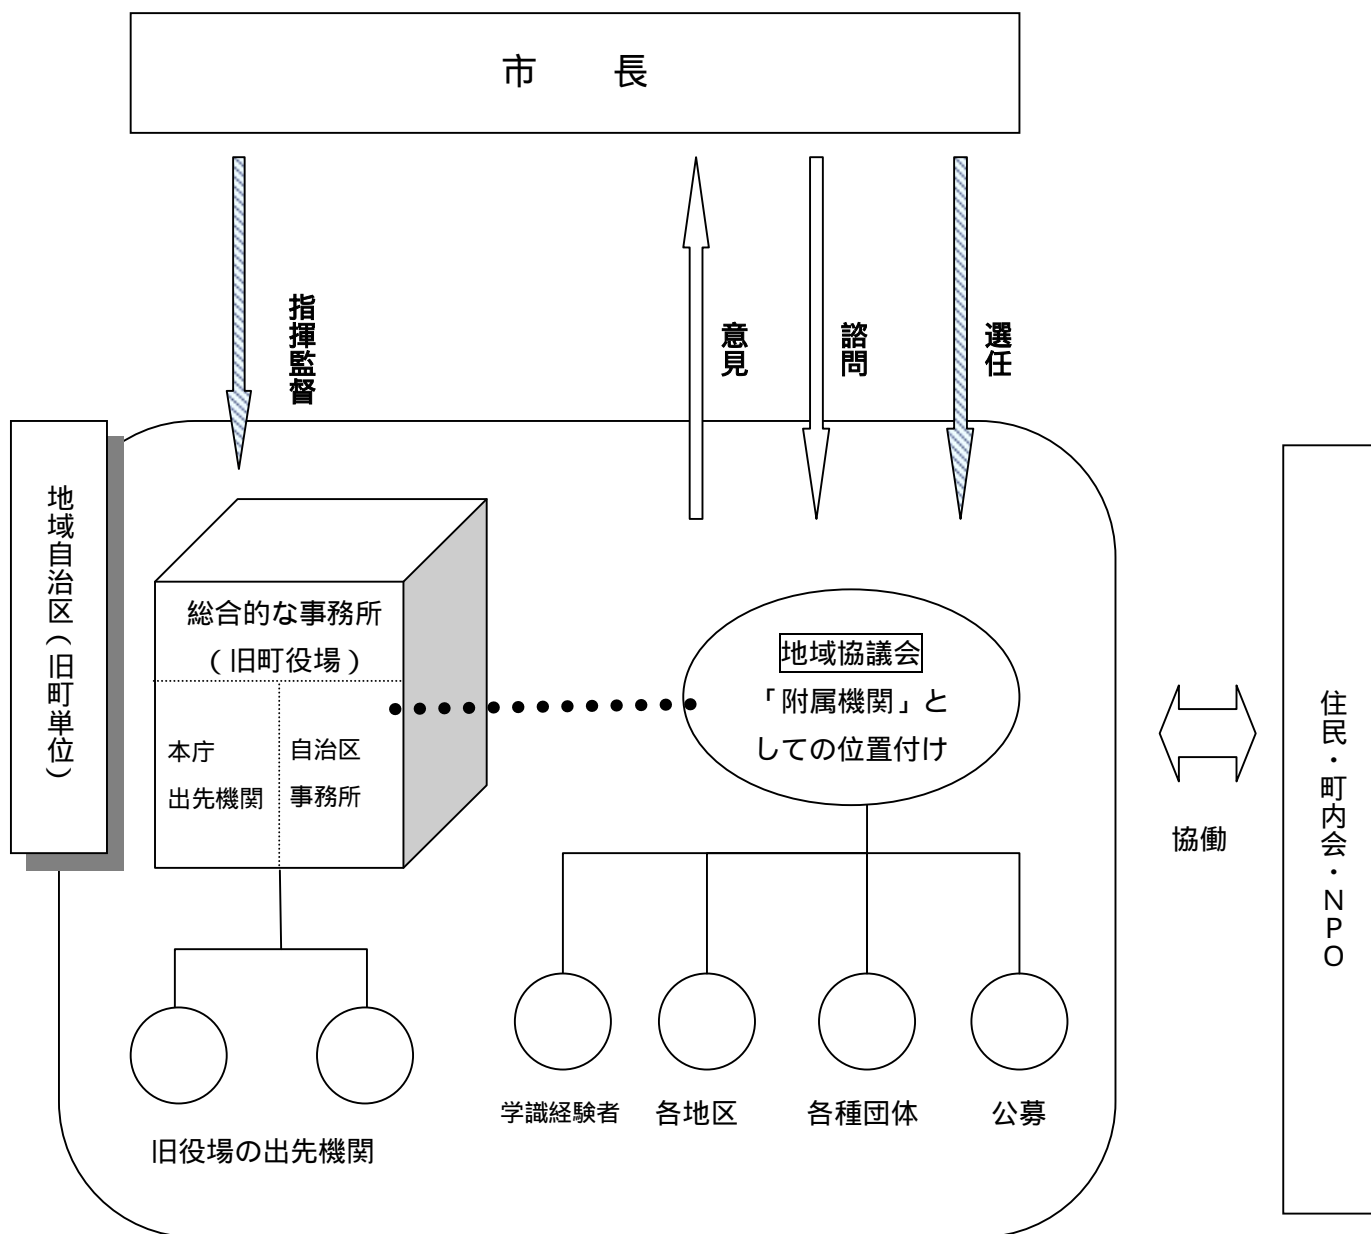 市　　長
指揮監督
意見
諮問
選任
地域自治区（旧町単位）
総合的な事務所
（旧町役場）
本庁
出先機関
自治区
事務所
地域協議会
「附属機関」と
しての位置付け
協働
住民・町内会・ＮＰＯ
学識経験者
各地区
各種団体
公募
旧役場の出先機関